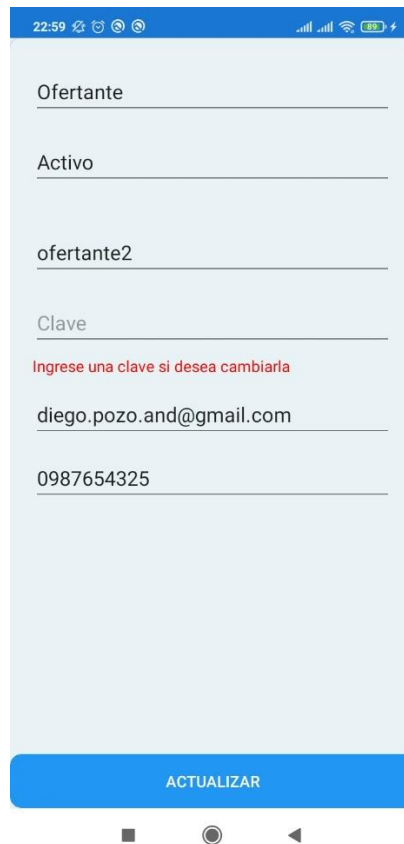 22:59
89
Ofertante
Activo
ofertante2
Clave
Ingrese una clave si desea cambiarla
diego.pozo.and@gmail.com
0987654325
ACTUALIZAR